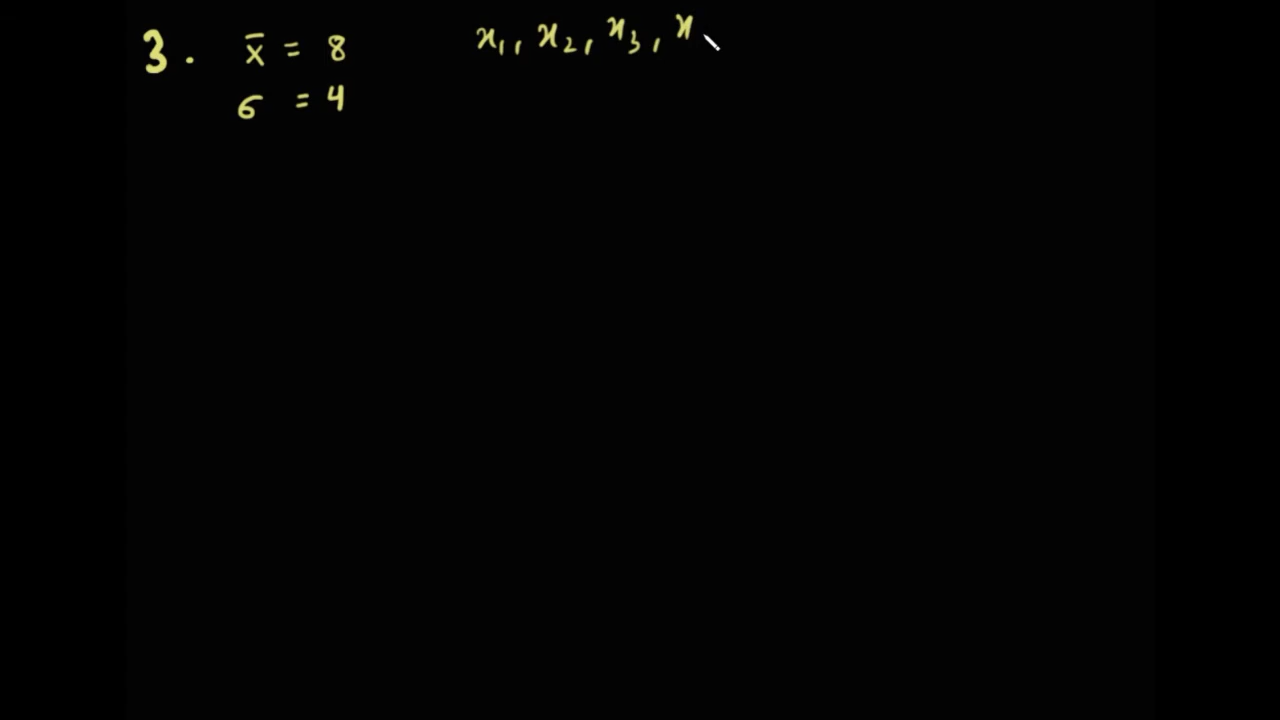 3. x̄ = 8 x₁, x₂, x₃, x
σ = 4